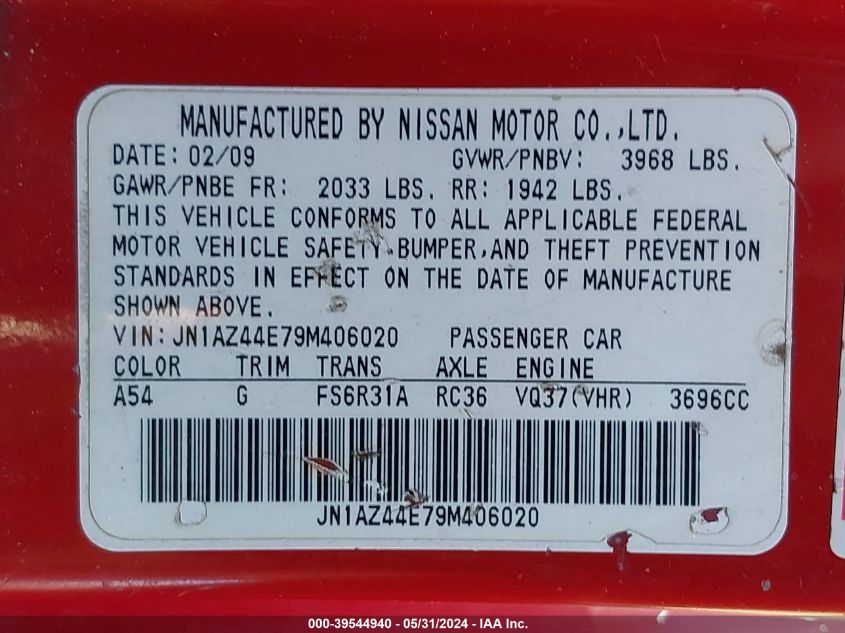 MANUFACTURED BY NISSAN MOTOR CO.,LTD.
DATE: 02/09 GVWR/PNBV: 3968 LBS.
GAWR/PNBE FR: 2033 LBS. RR: 1942 LBS.
THIS VEHICLE CONFORMS TO ALL APPLICABLE FEDERAL
MOTOR VEHICLE SAFETY,BUMPER,AND THEFT PREVENTION
STANDARDS IN EFFECT ON THE DATE OF MANUFACTURE
SHOWN ABOVE.
VIN:JN1AZ44E79M406020 PASSENGER CAR
COLOR TRIM TRANS AXLE ENGINE
A54 G FS6R31A RC36 VQ37(VHR) 3696CC
JN1AZ44E79M406020
000-39544940 - 05/31/2024 - IAA Inc.